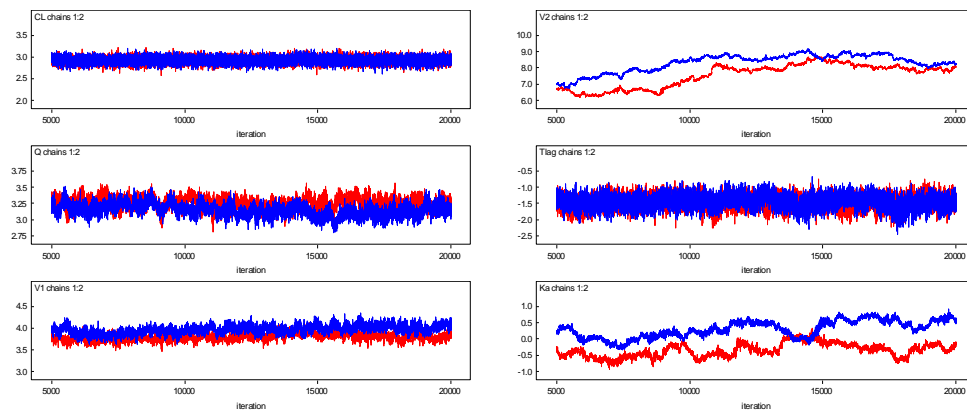 CL chains 1:2
3.5
3.0
2.5
2.0
5000 10000 15000 20000
iteration
V2 chains 1:2
10.0
9.0
8.0
7.0
6.0
5000 10000 15000 20000
iteration
Q chains 1:2
3.75
3.5
3.25
3.0
2.75
5000 10000 15000 20000
iteration
Tlag chains 1:2
-0.5
-1.0
-1.5
-2.0
-2.5
5000 10000 15000 20000
iteration
V1 chains 1:2
4.5
4.0
3.5
3.0
5000 10000 15000 20000
iteration
Ka chains 1:2
1.0
0.5
0.0
-0.5
-1.0
5000 10000 15000 20000
iteration